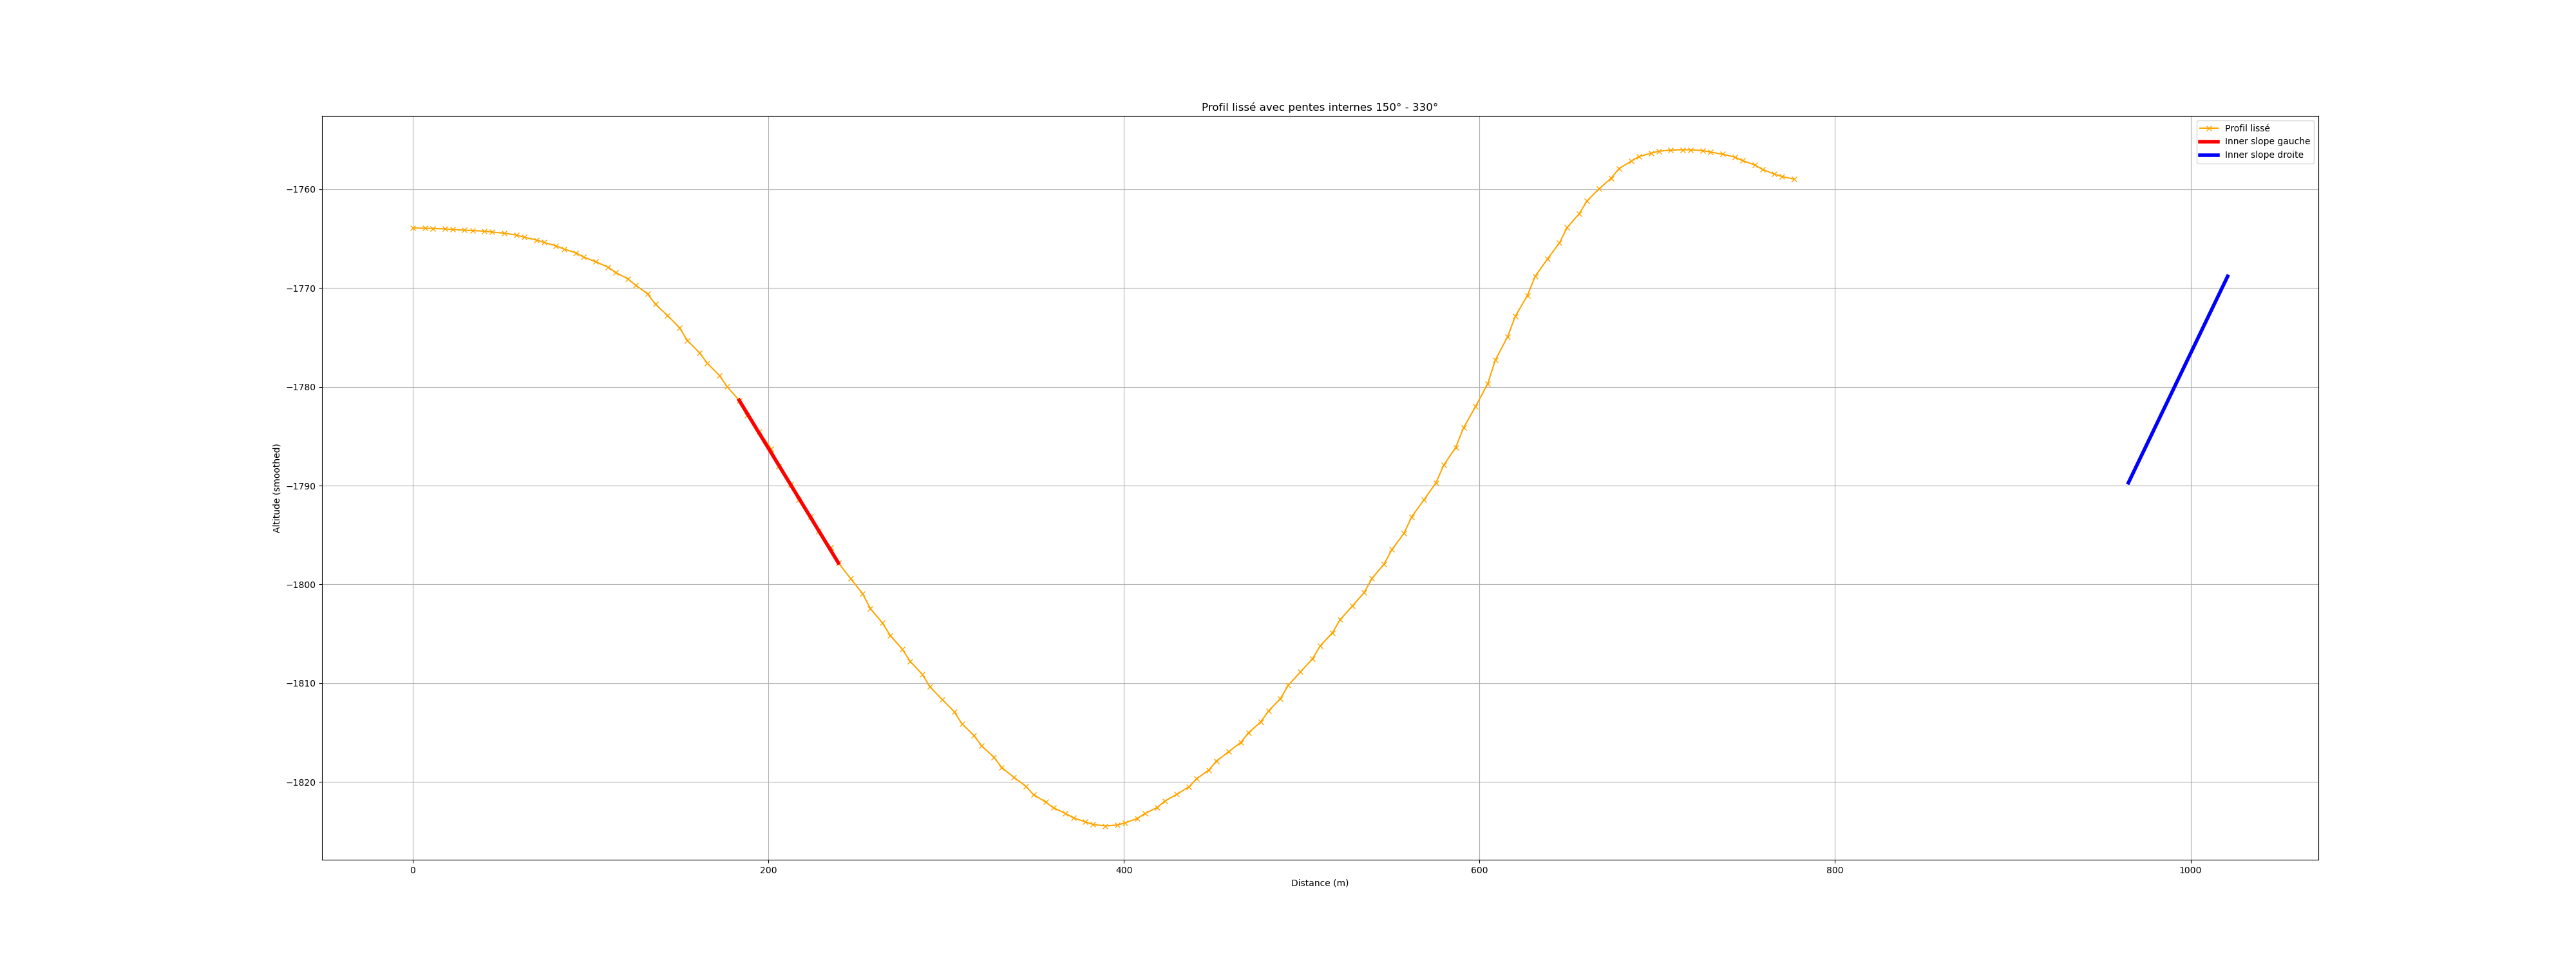 Profil lissé avec pentes internes 150° - 330°
Profil lissé
Inner slope gauche
Inner slope droite
−1760
−1770
−1780
−1790
−1800
−1810
−1820
Altitude (smoothed)
0
200
400
600
800
1000
Distance (m)